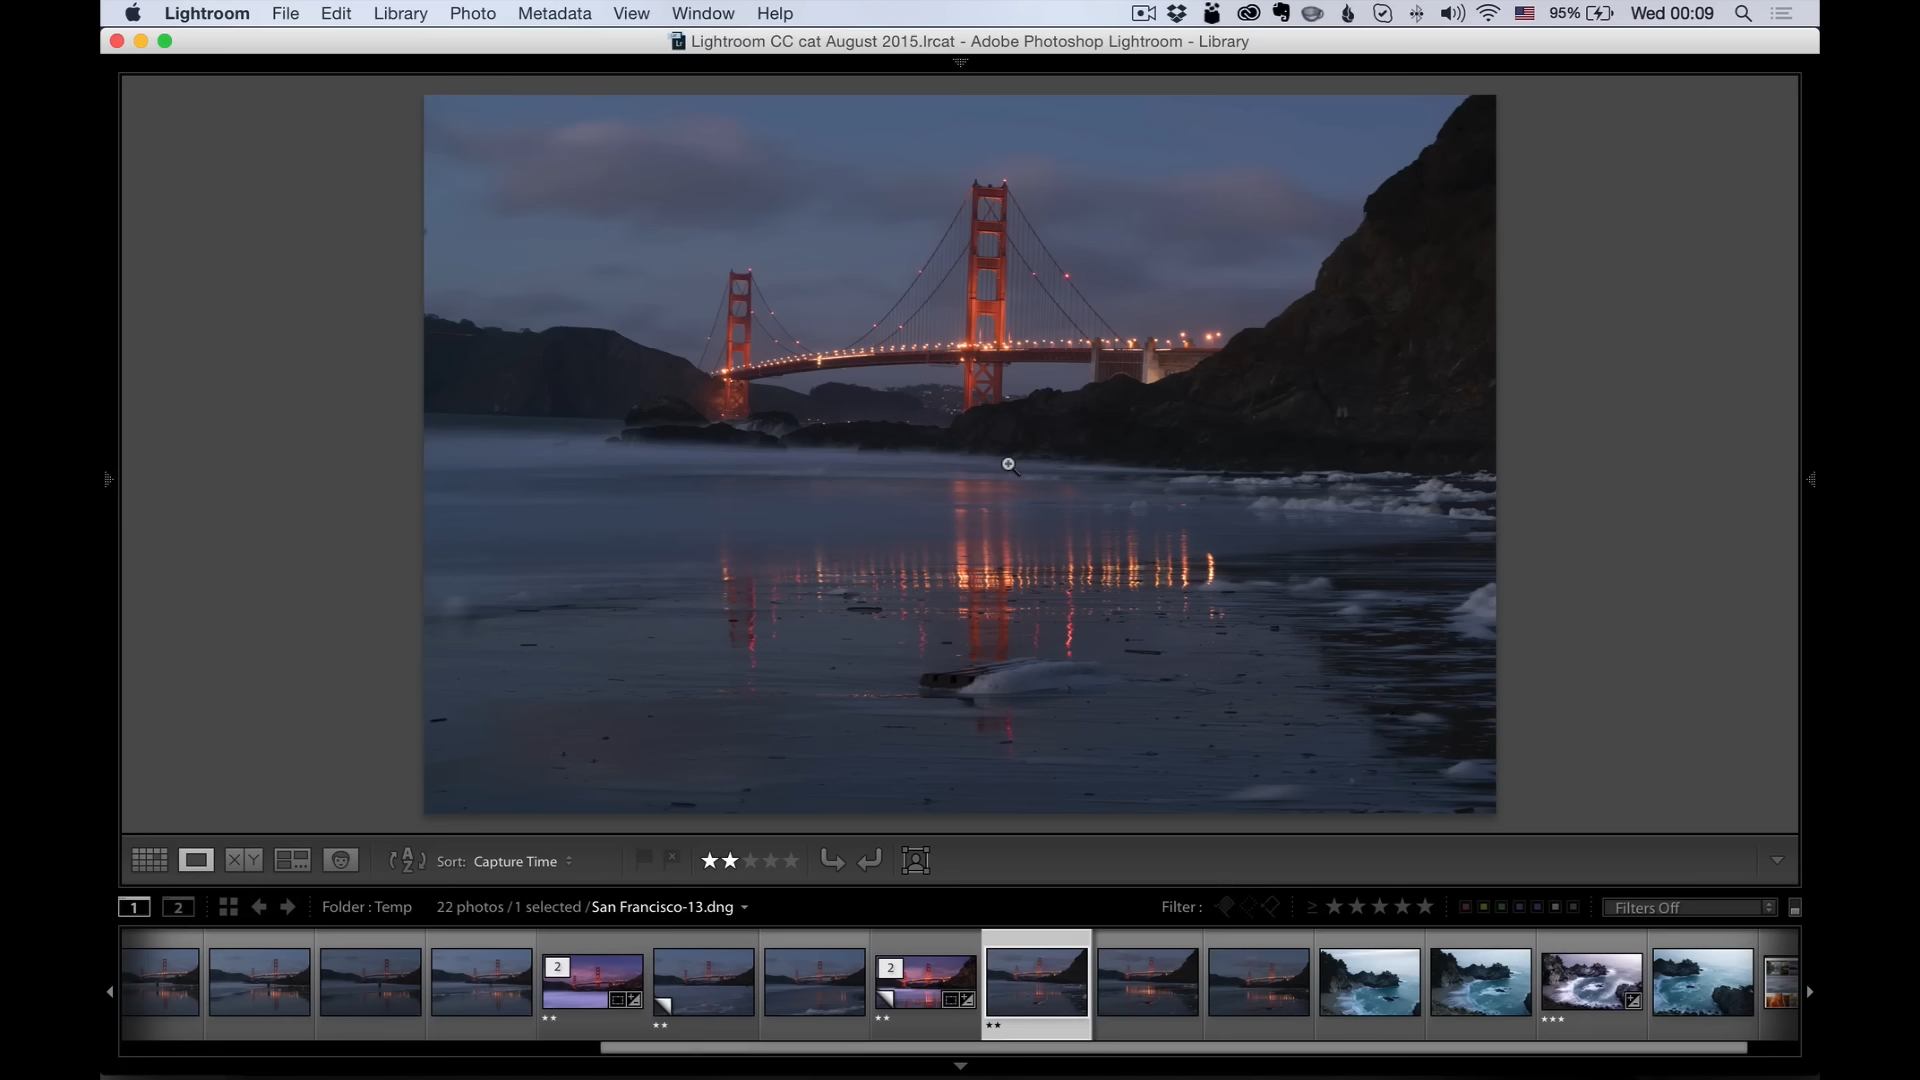 Lightroom File Edit Library Photo Metadata View Window Help 95% Wed 00:09
Lightroom CC cat August 2015.lrcat - Adobe Photoshop Lightroom - Library
XY AZ Sort: Capture Time
1 2 Folder : Temp 22 photos / 1 selected / San Francisco-13.dng Filter : ≥ Filters Off
2 2